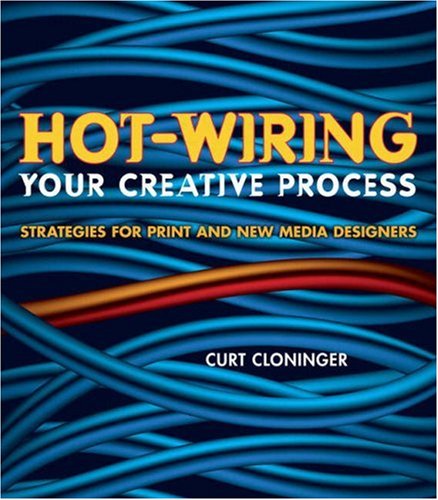 HOT-WIRING
YOUR CREATIVE PROCESS
STRATEGIES FOR PRINT AND NEW MEDIA DESIGNERS
CURT CLONINGER